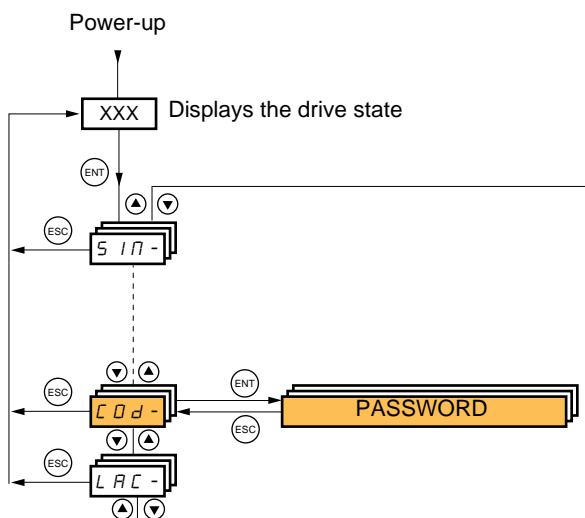 Power-up
XXX Displays the drive state
ENT
ESC
SIM-
ESC
COd- ENT PASSWORD
ESC
ESC
LAC-